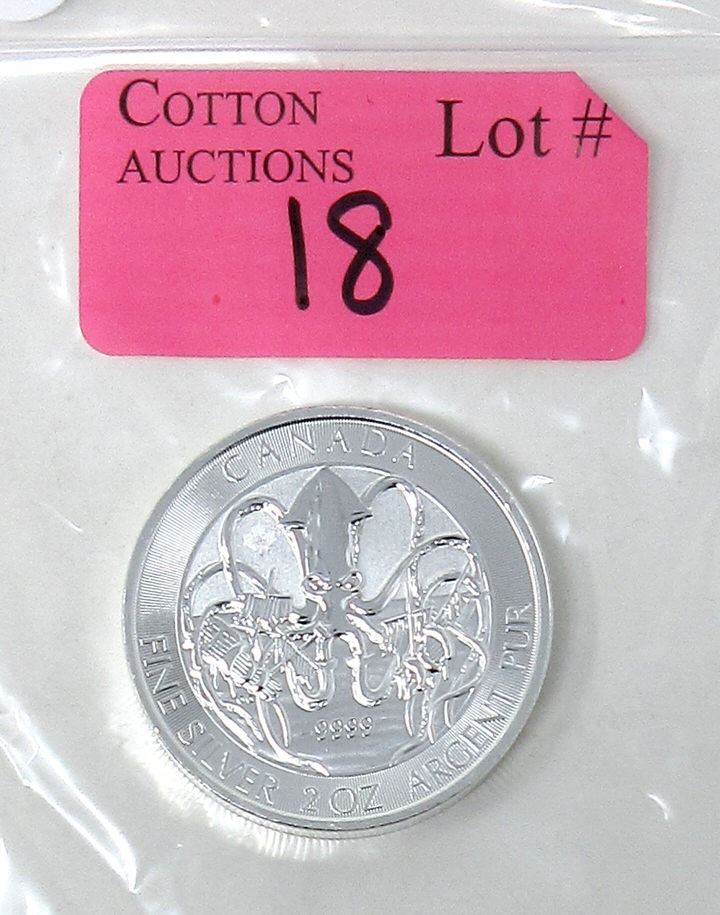 COTTON
AUCTIONS
Lot #
18
CANADA
9999
FINE SILVER 2 OZ ARGENT PUR